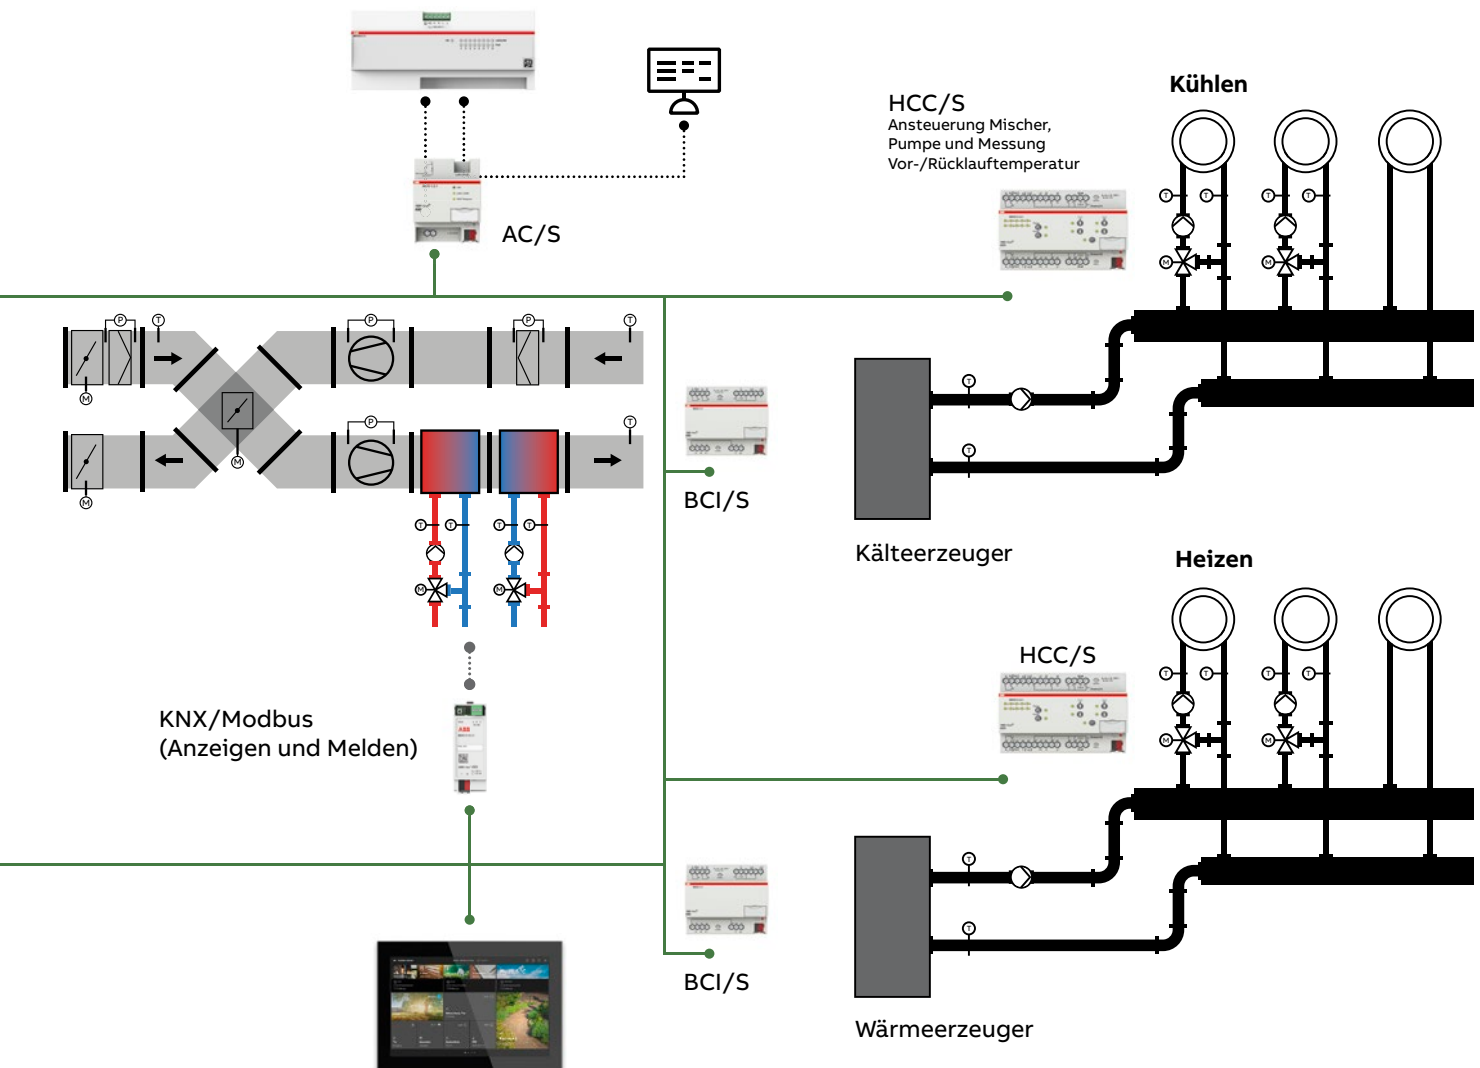 Kühlen
HCC/S
Ansteuerung Mischer,
Pumpe und Messung
Vor-/Rücklauftemperatur
AC/S
P
T
P
P
T
T
T
T
T
M
M
M
P
T
M
M
BCI/S
T
T
T
T
T
T
M
M
Kälteerzeuger
Heizen
HCC/S
T
T
T
T
M
M
KNX/Modbus
(Anzeigen und Melden)
ABB
T
T
BCI/S
Wärmeerzeuger